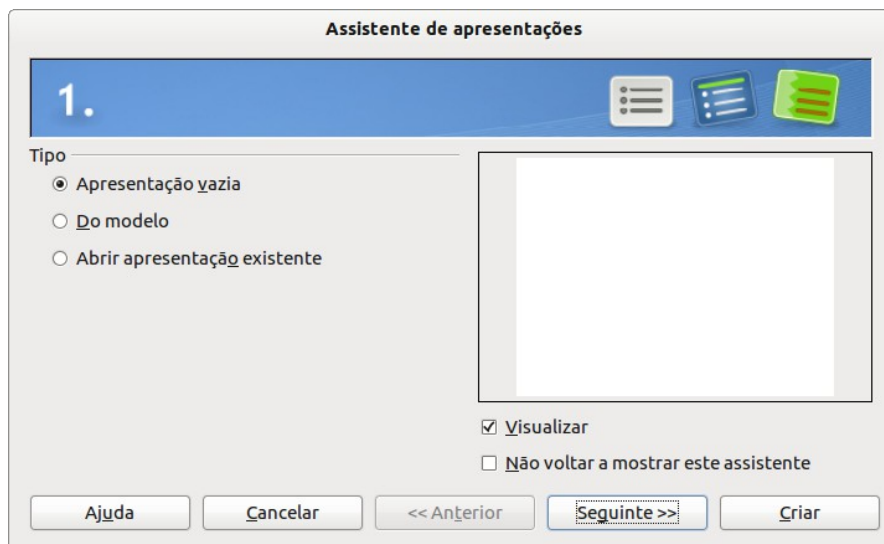 Assistente de apresentações
1.
Tipo
Apresentação vazia
Do modelo
Abrir apresentação existente
Visualizar
Não voltar a mostrar este assistente
Ajuda
Cancelar
<< Anterior
Seguinte >>
Criar